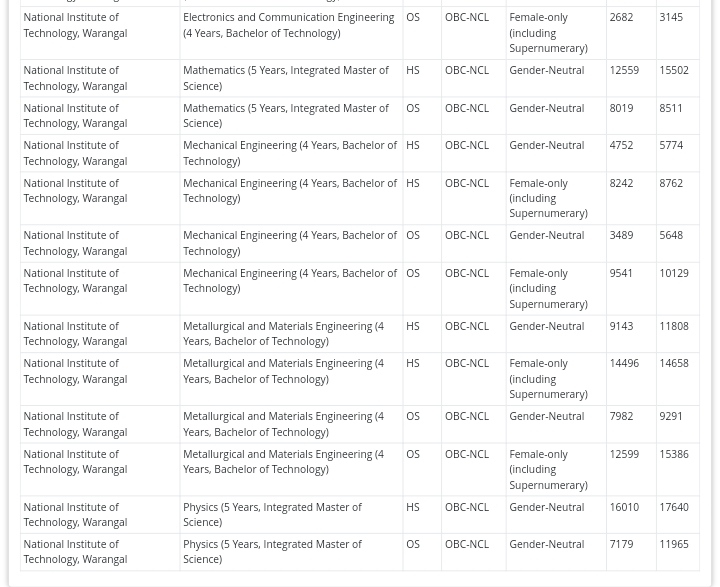 National Institute of Electronics and Communication Engineering OS OBC-NCL Female-only 2682 3145
Technology, Warangal (4 Years, Bachelor of Technology) (including
Supernumerary)
National Institute of Mathematics (5 Years, Integrated Master of HS OBC-NCL Gender-Neutral 12559 15502
Technology, Warangal Science)
National Institute of Mathematics (5 Years, Integrated Master of OS OBC-NCL Gender-Neutral 8019 8511
Technology, Warangal Science)
National Institute of Mechanical Engineering (4 Years, Bachelor of HS OBC-NCL Gender-Neutral 4752 5774
Technology, Warangal Technology)
National Institute of Mechanical Engineering (4 Years, Bachelor of HS OBC-NCL Female-only 8242 8762
Technology, Warangal Technology) (including
Supernumerary)
National Institute of Mechanical Engineering (4 Years, Bachelor of OS OBC-NCL Gender-Neutral 3489 5648
Technology, Warangal Technology)
National Institute of Mechanical Engineering (4 Years, Bachelor of OS OBC-NCL Female-only 9541 10129
Technology, Warangal Technology) (including
Supernumerary)
National Institute of Metallurgical and Materials Engineering (4 HS OBC-NCL Gender-Neutral 9143 11808
Technology, Warangal Years, Bachelor of Technology)
National Institute of Metallurgical and Materials Engineering (4 HS OBC-NCL Female-only 14496 14658
Technology, Warangal Years, Bachelor of Technology) (including
Supernumerary)
National Institute of Metallurgical and Materials Engineering (4 OS OBC-NCL Gender-Neutral 7982 9291
Technology, Warangal Years, Bachelor of Technology)
National Institute of Metallurgical and Materials Engineering (4 OS OBC-NCL Female-only 12599 15386
Technology, Warangal Years, Bachelor of Technology) (including
Supernumerary)
National Institute of Physics (5 Years, Integrated Master of HS OBC-NCL Gender-Neutral 16010 17640
Technology, Warangal Science)
National Institute of Physics (5 Years, Integrated Master of OS OBC-NCL Gender-Neutral 7179 11965
Technology, Warangal Science)